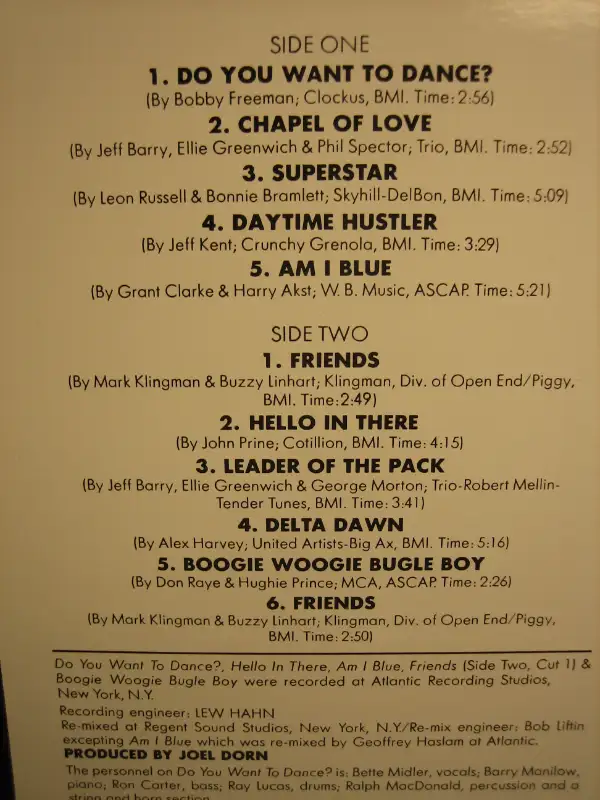 SIDE ONE
1. DO YOU WANT TO DANCE?
(By Bobby Freeman; Clockus, BMI. Time: 2:56)
2. CHAPEL OF LOVE
(By Jeff Barry, Ellie Greenwich & Phil Spector; Trio, BMI. Time: 2:52)
3. SUPERSTAR
(By Leon Russell & Bonnie Bramlett; Skyhill-DelBon, BMI. Time: 5:09)
4. DAYTIME HUSTLER
(By Jeff Kent; Crunchy Grenola, BMI. Time: 3:29)
5. AM I BLUE
(By Grant Clarke & Harry Akst; W. B. Music, ASCAP. Time: 5:21)
SIDE TWO
1. FRIENDS
(By Mark Klingman & Buzzy Linhart; Klingman, Div. of Open End/Piggy,
BMI. Time: 2:49)
2. HELLO IN THERE
(By John Prine; Cotillion, BMI. Time: 4:15)
3. LEADER OF THE PACK
(By Jeff Barry, Ellie Greenwich & George Morton; Trio-Robert Mellin-
Tender Tunes, BMI. Time: 3:41)
4. DELTA DAWN
(By Alex Harvey; United Artists-Big Ax, BMI. Time: 5:16)
5. BOOGIE WOOGIE BUGLE BOY
(By Don Raye & Hughie Prince; MCA, ASCAP. Time: 2:26)
6. FRIENDS
(By Mark Klingman & Buzzy Linhart; Klingman, Div. of Open End/Piggy,
BMI. Time: 2:50)
Do You Want To Dance?, Hello In There, Am I Blue, Friends (Side Two, Cut 1) &
Boogie Woogie Bugle Boy were recorded at Atlantic Recording Studios,
New York, N.Y.
Recording engineer: LEW HAHN
Re-mixed at Regent Sound Studios, New York, N.Y./Re-mix engineer: Bob Liftin
excepting Am I Blue which was re-mixed by Geoffrey Haslam at Atlantic.
PRODUCED BY JOEL DORN
The personnel on Do You Want To Dance? is: Bette Midler, vocals; Barry Manilow,
piano; Ron Carter, bass; Ray Lucas, drums; Ralph MacDonald, percussion and a
string and horn section.